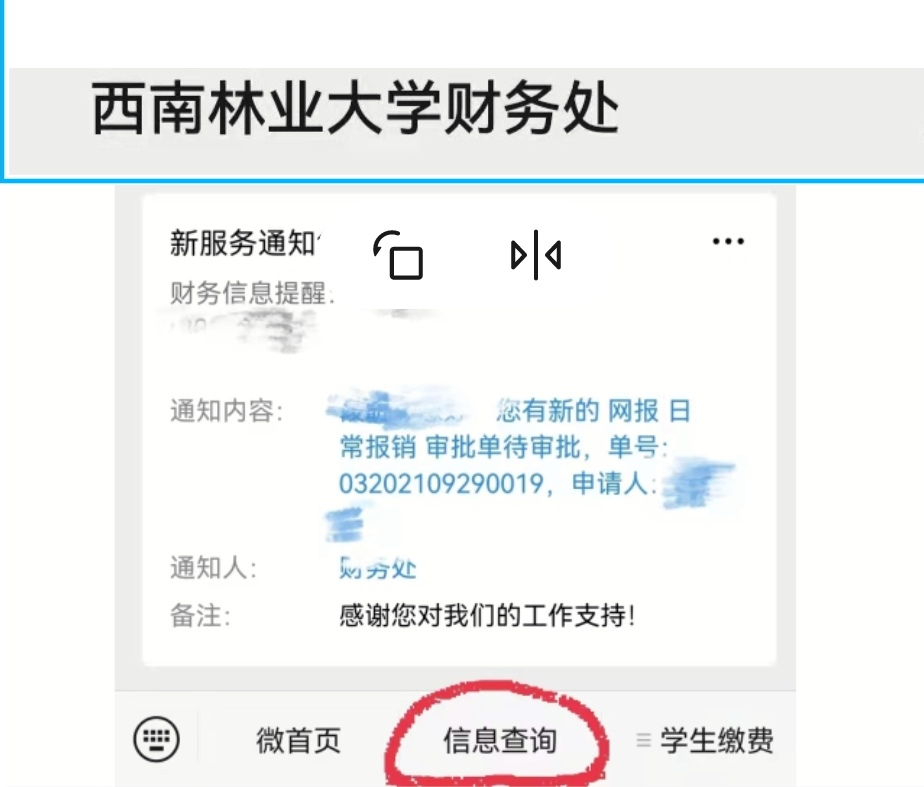 西南林业大学财务处
新服务通知
财务信息提醒:
通知内容: 您有新的 网报 日
常报销 审批单待审批，单号:
03202109290019，申请人:
通知人: 财务处
备注: 感谢您对我们的工作支持!
微首页 信息查询 学生缴费